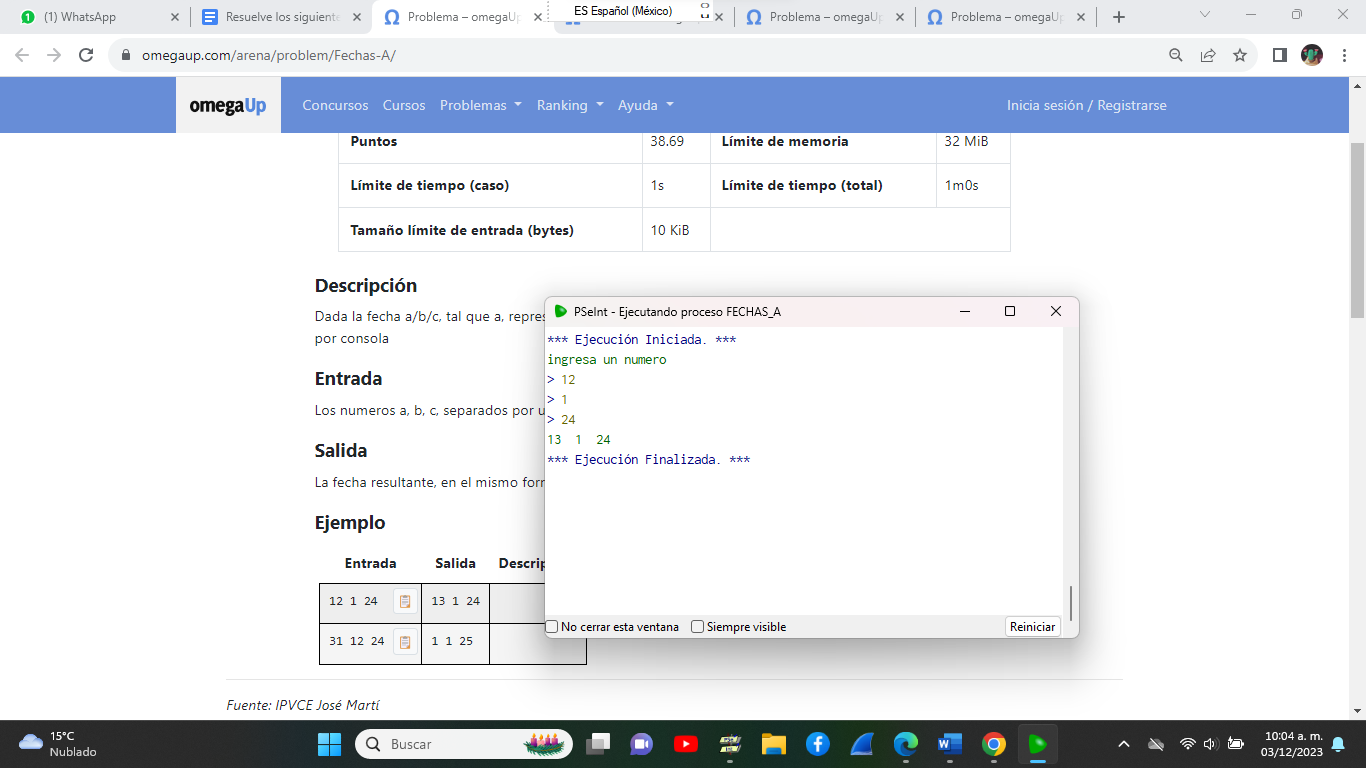 (1) WhatsApp
Resuelve los siguiente
Problema – omegaUp
ES Español (México)
Problema – omegaUp
Problema – omegaUp
omegaup.com/arena/problem/Fechas-A/
omegaUp
Concursos
Cursos
Problemas
Ranking
Ayuda
Inicia sesión / Registrarse
Puntos 38.69 Límite de memoria 32 MiB
Límite de tiempo (caso) 1s Límite de tiempo (total) 1m0s
Tamaño límite de entrada (bytes) 10 KiB
Descripción
Dada la fecha a/b/c, tal que a, repres
por consola
Entrada
Los numeros a, b, c, separados por u
Salida
La fecha resultante, en el mismo for
Ejemplo
Entrada Salida Descrip
12 1 24 13 1 24
31 12 24 1 1 25
Fuente: IPVCE José Martí
PSeInt - Ejecutando proceso FECHAS_A
*** Ejecución Iniciada. ***
ingresa un numero
> 12
> 1
> 24
13 1 24
*** Ejecución Finalizada. ***
No cerrar esta ventana
Siempre visible
Reiniciar
15°C
Nublado
Buscar
10:04 a. m.
03/12/2023